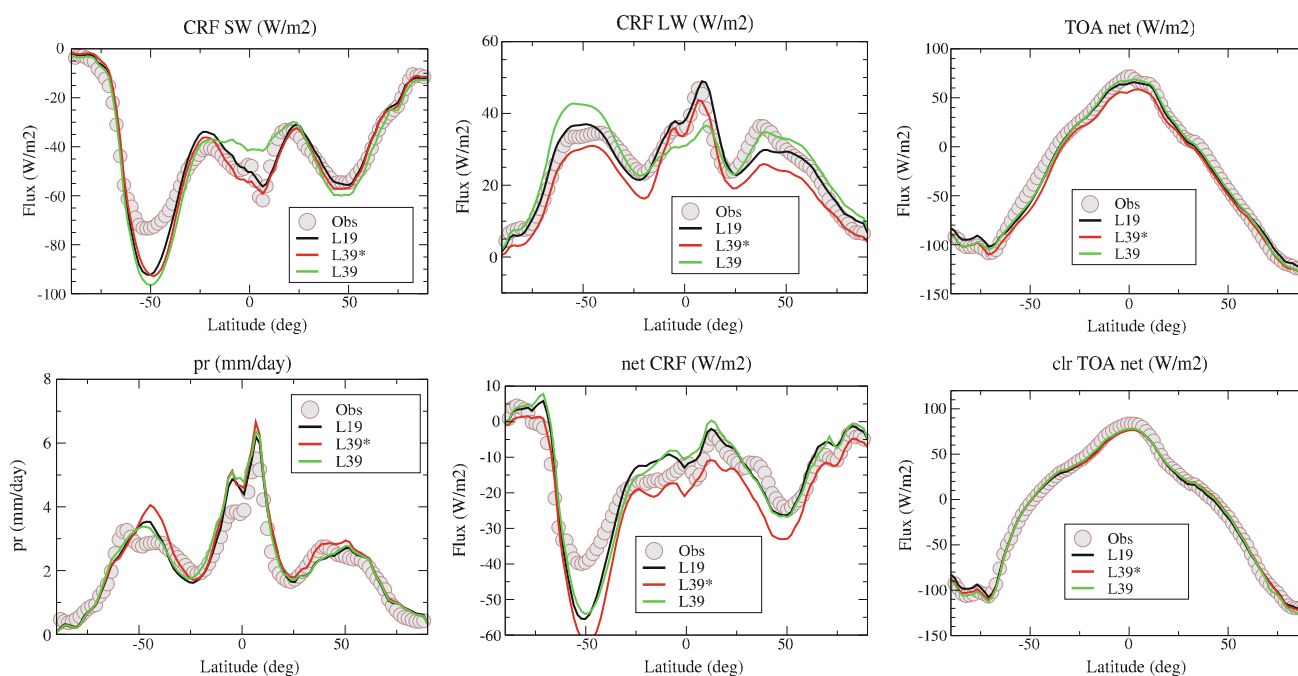 CRF SW (W/m2)
0
-20
-40
-60
-80
-100
Flux (W/m2)
Obs
L19
L39*
L39
-50
0
50
Latitude (deg)
CRF LW (W/m2)
60
40
20
0
Flux (W/m2)
Obs
L19
L39*
L39
-50
0
50
Latitude (deg)
TOA net (W/m2)
100
50
0
-50
-100
-150
Flux (W/m2)
Obs
L19
L39*
L39
-50
0
50
Latitude (deg)
pr (mm/day)
8
6
4
2
0
pr (mm/day)
Obs
L19
L39*
L39
-50
0
50
Latitude (deg)
net CRF (W/m2)
10
0
-10
-20
-30
-40
-50
-60
Flux (W/m2)
Obs
L19
L39*
L39
-50
0
50
Latitude (deg)
clr TOA net (W/m2)
100
50
0
-50
-100
-150
Flux (W/m2)
Obs
L19
L39*
L39
-50
0
50
Latitude (deg)